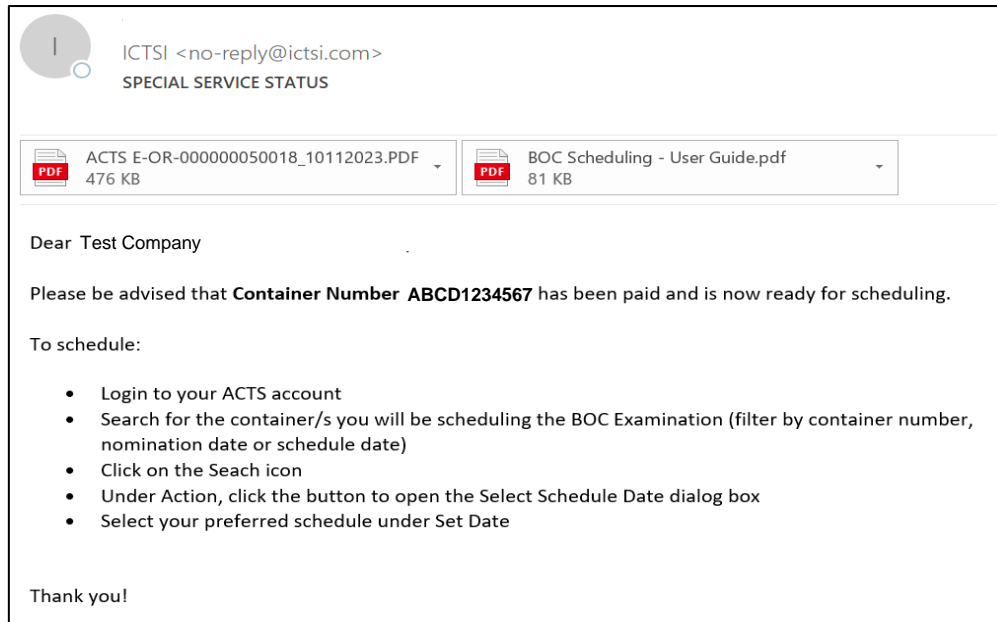 I
ICTSI <no-reply@ictsi.com>
SPECIAL SERVICE STATUS
PDF
ACTS E-OR-000000050018_10112023.PDF
476 KB
PDF
BOC Scheduling - User Guide.pdf
81 KB
Dear Test Company
Please be advised that Container Number ABCD1234567 has been paid and is now ready for scheduling.
To schedule:
• Login to your ACTS account
• Search for the container/s you will be scheduling the BOC Examination (filter by container number,
nomination date or schedule date)
• Click on the Seach icon
• Under Action, click the button to open the Select Schedule Date dialog box
• Select your preferred schedule under Set Date
Thank you!